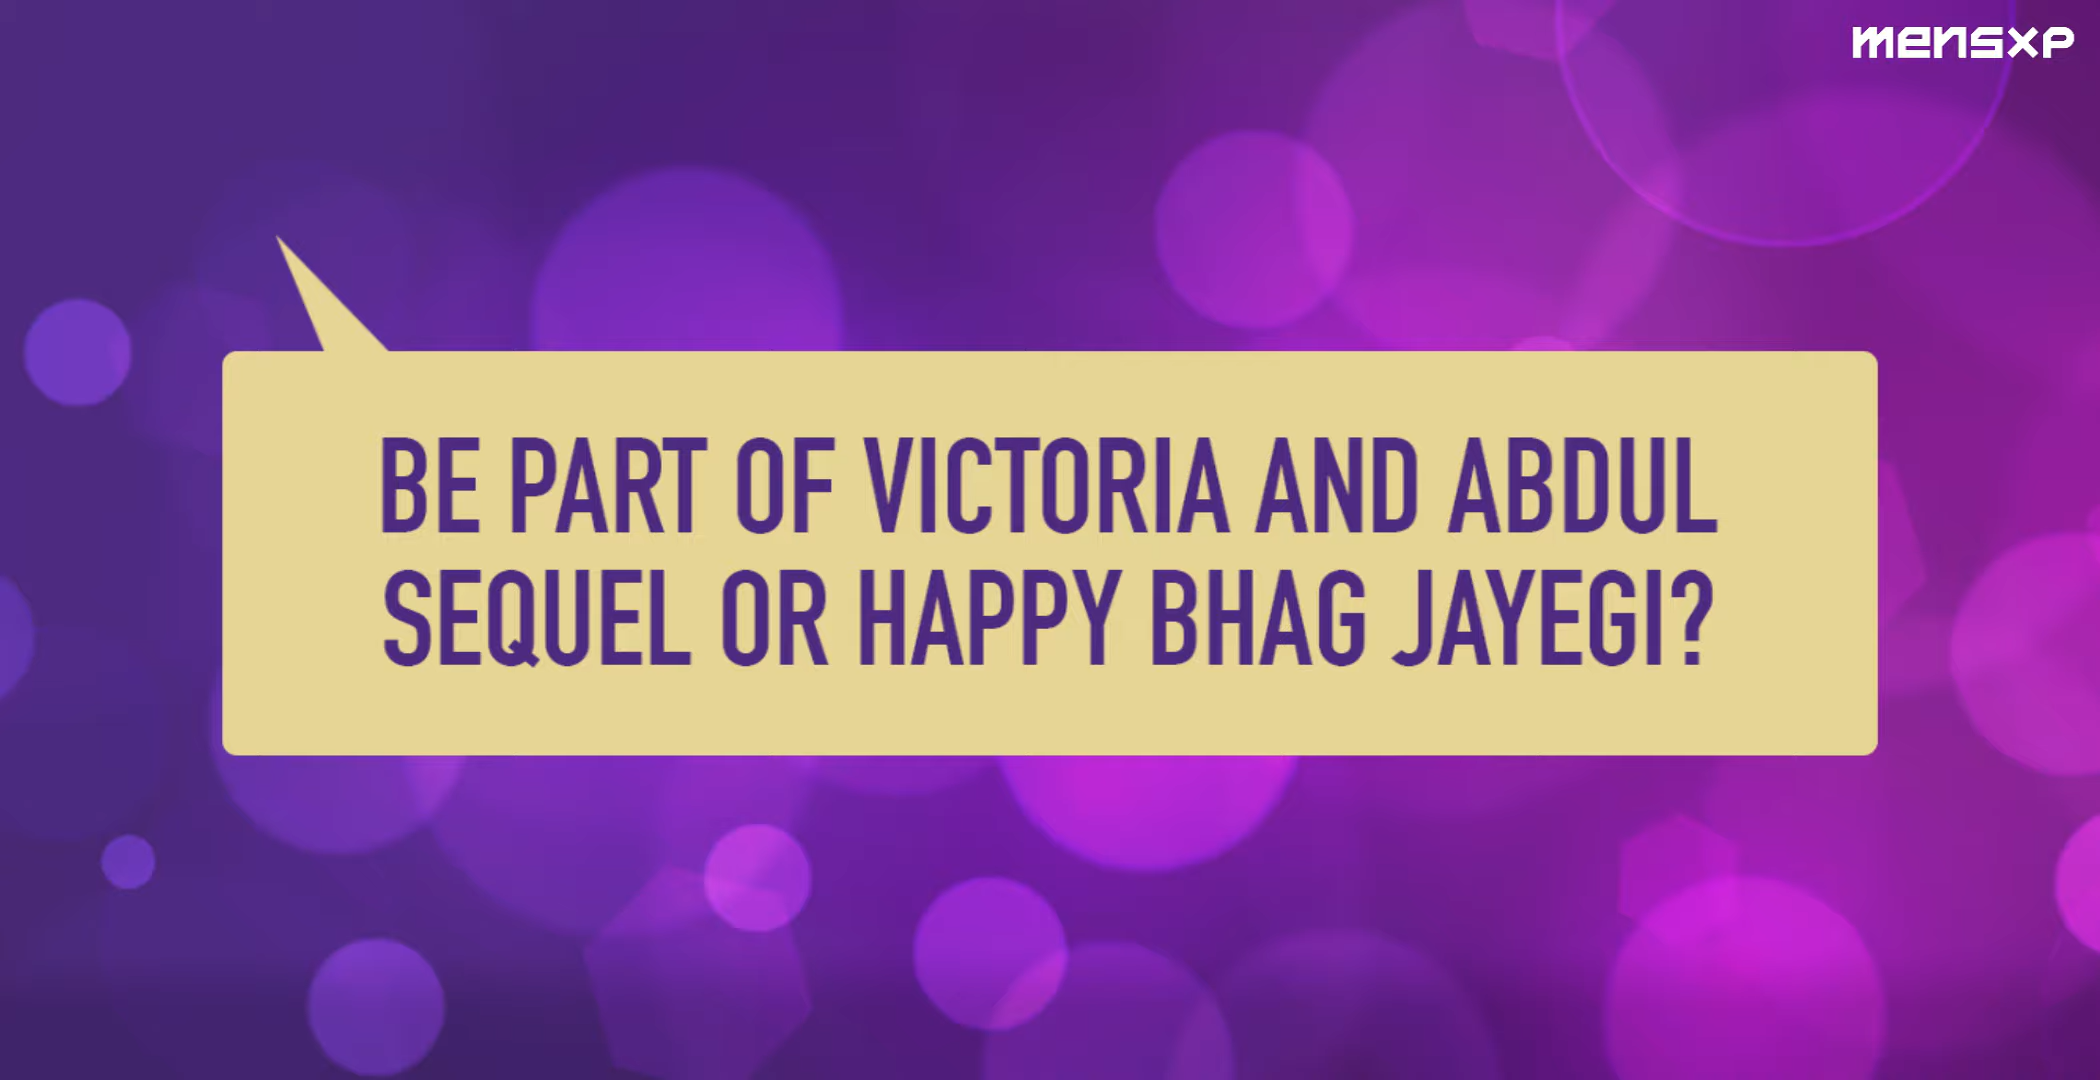 mensxp
BE PART OF VICTORIA AND ABDUL
SEQUEL OR HAPPY BHAG JAYEGI?